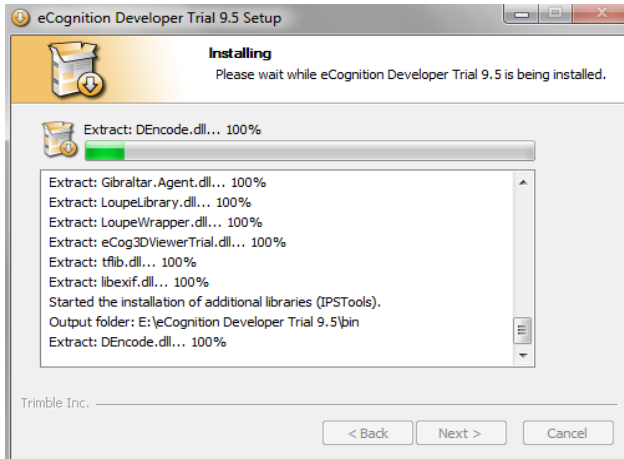 eCognition Developer Trial 9.5 Setup
Installing
Please wait while eCognition Developer Trial 9.5 is being installed.
Extract: DEncode.dll... 100%
Extract: Gibraltar.Agent.dll... 100%
Extract: LoupeLibrary.dll... 100%
Extract: LoupeWrapper.dll... 100%
Extract: eCog3DViewerTrial.dll... 100%
Extract: tflib.dll... 100%
Extract: libexif.dll... 100%
Started the installation of additional libraries (IPSTools).
Output folder: E:\eCognition Developer Trial 9.5\bin
Extract: DEncode.dll... 100%
Trimble Inc.
< Back Next > Cancel